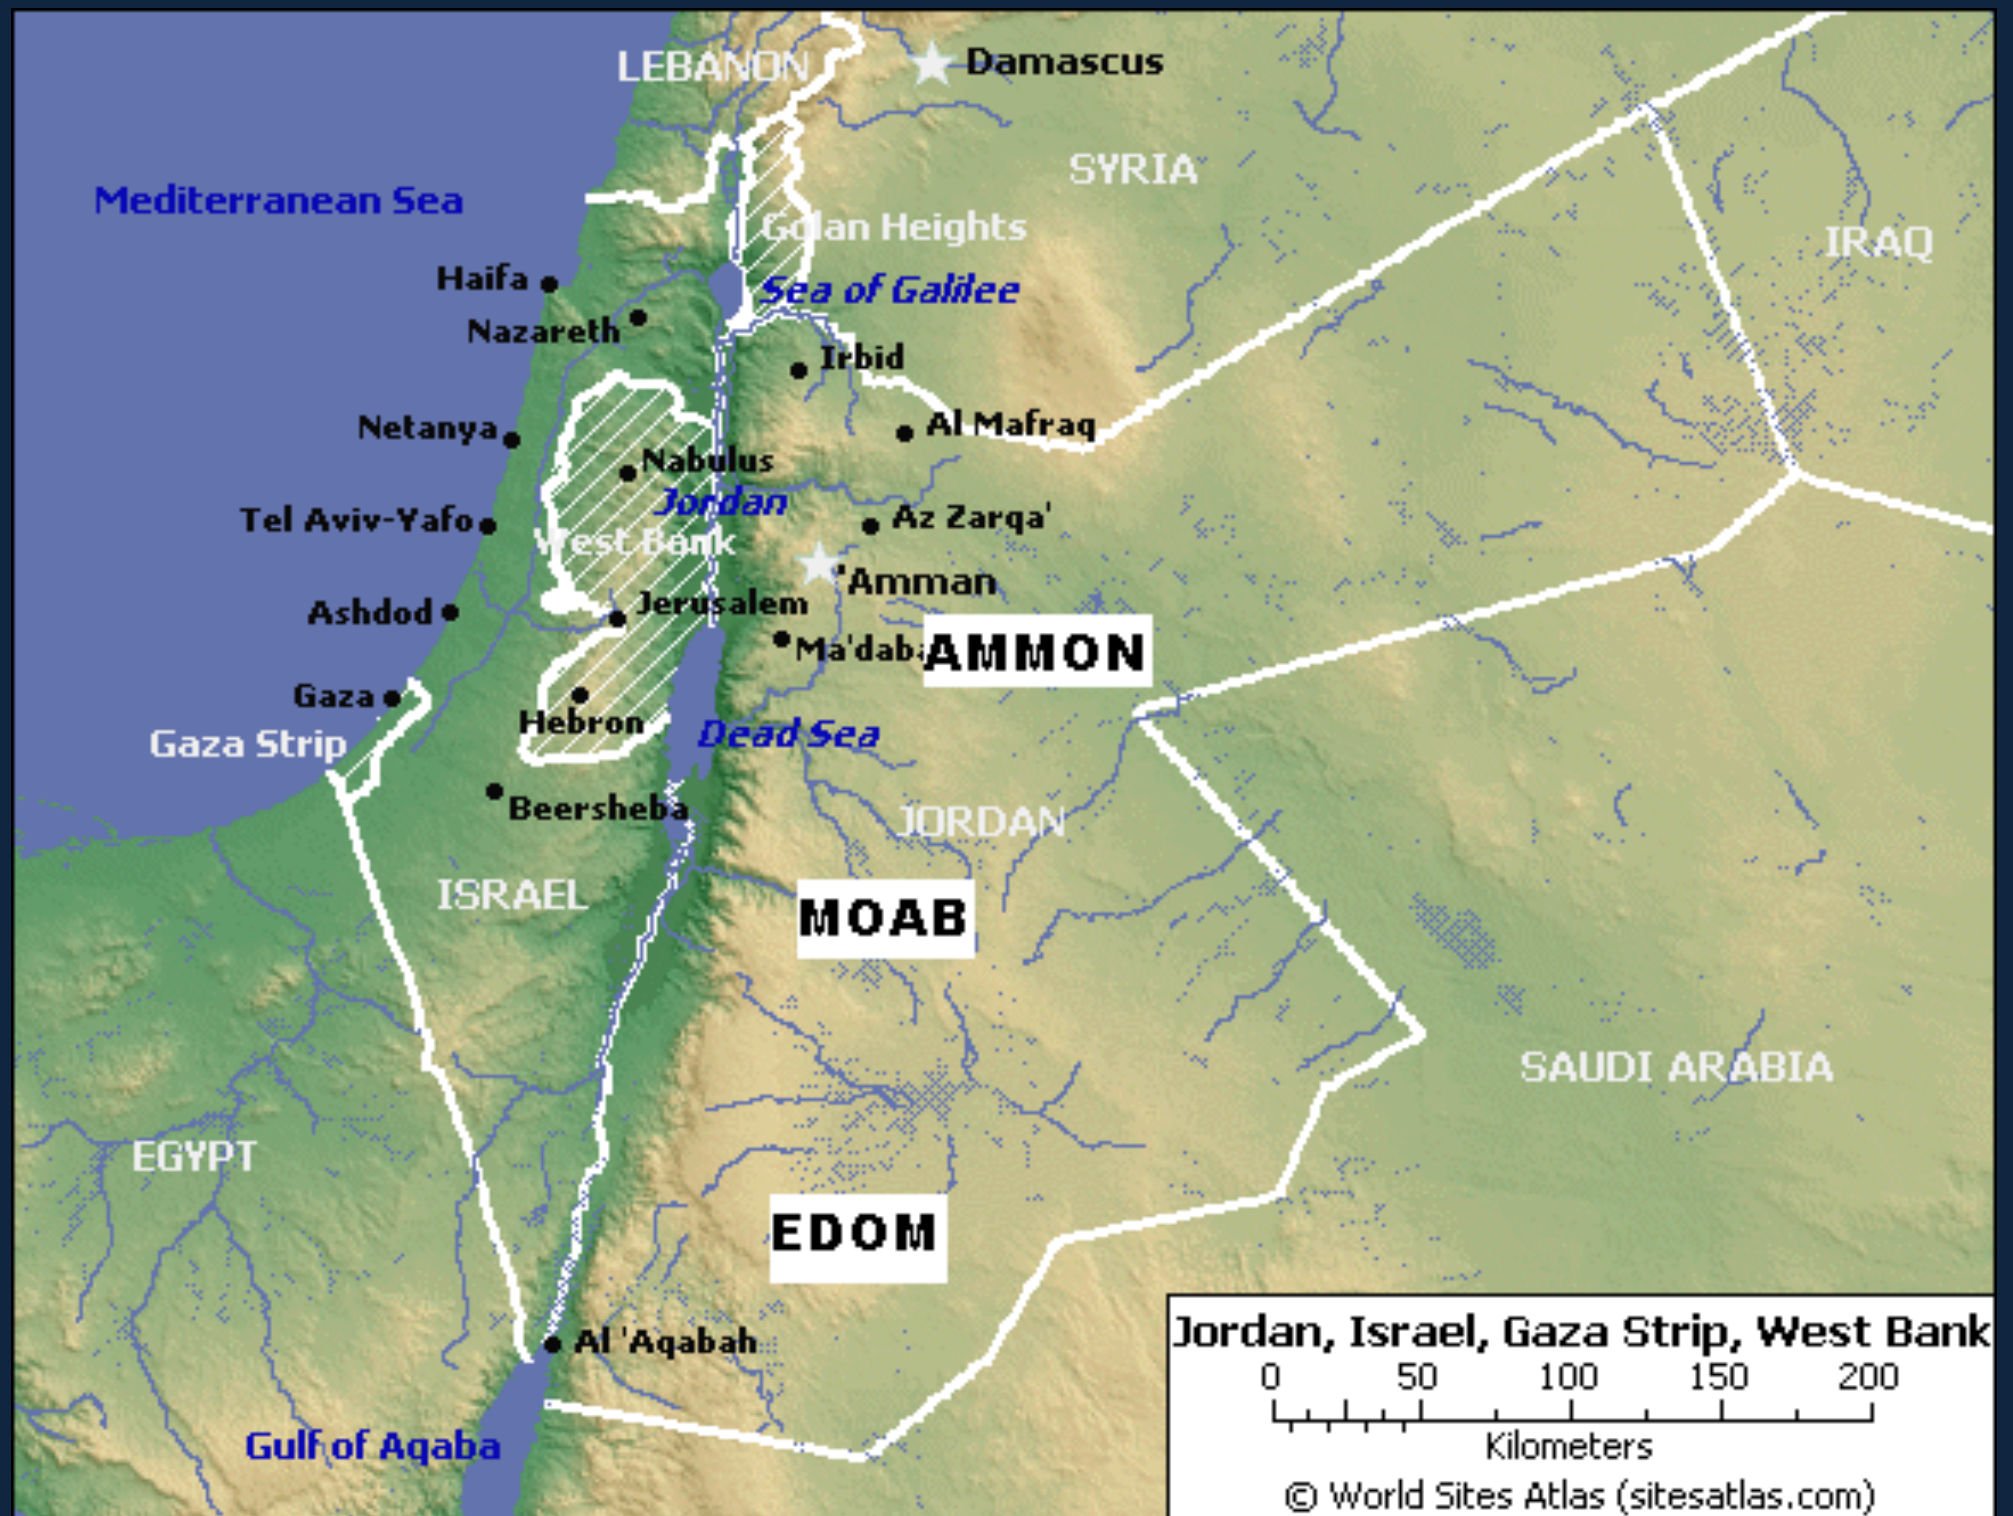 LEBANON
Damascus
SYRIA
Mediterranean Sea
Golan Heights
IRAQ
Haifa
Sea of Galilee
Nazareth
Irbid
Netanya
Al Mafraq
Nabulus
Jordan
Tel Aviv-Yafo
Az Zarqa'
West Bank
'Amman
Ashdod
Jerusalem
Ma'daba
AMMON
Gaza
Hebron
Gaza Strip
Dead Sea
Beersheba
JORDAN
ISRAEL
MOAB
SAUDI ARABIA
EGYPT
EDOM
Al 'Aqabah
Gulf of Aqaba
Jordan, Israel, Gaza Strip, West Bank
0 50 100 150 200
Kilometers
© World Sites Atlas (sitesatlas.com)